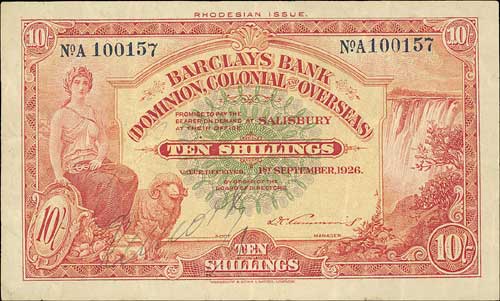 RHODESIAN ISSUE.
10/-
10/-
NoA 100157
NoA 100157
BARCLAYS BANK
(DOMINION, COLONIAL AND OVERSEAS)
PROMISE TO PAY THE
BEARER ON DEMAND AT SALISBURY
AT THEIR OFFICE
TEN SHILLINGS
VALUE RECEIVED. 1ST SEPTEMBER, 1926.
BY ORDER OF THE
BOARD OF DIRECTORS.
10/-
MANAGER
TEN
SHILLINGS
10/-